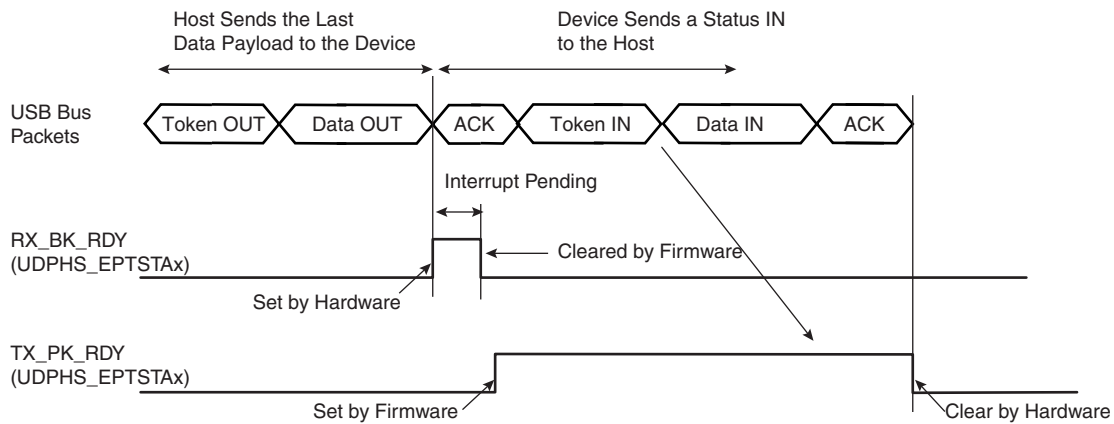 Host Sends the Last
Data Payload to the Device
Device Sends a Status IN
to the Host
USB Bus
Packets
Token OUT
Data OUT
ACK
Token IN
Data IN
ACK
Interrupt Pending
RX_BK_RDY
(UDPHS_EPTSTAx)
Cleared by Firmware
Set by Hardware
TX_PK_RDY
(UDPHS_EPTSTAx)
Set by Firmware
Clear by Hardware